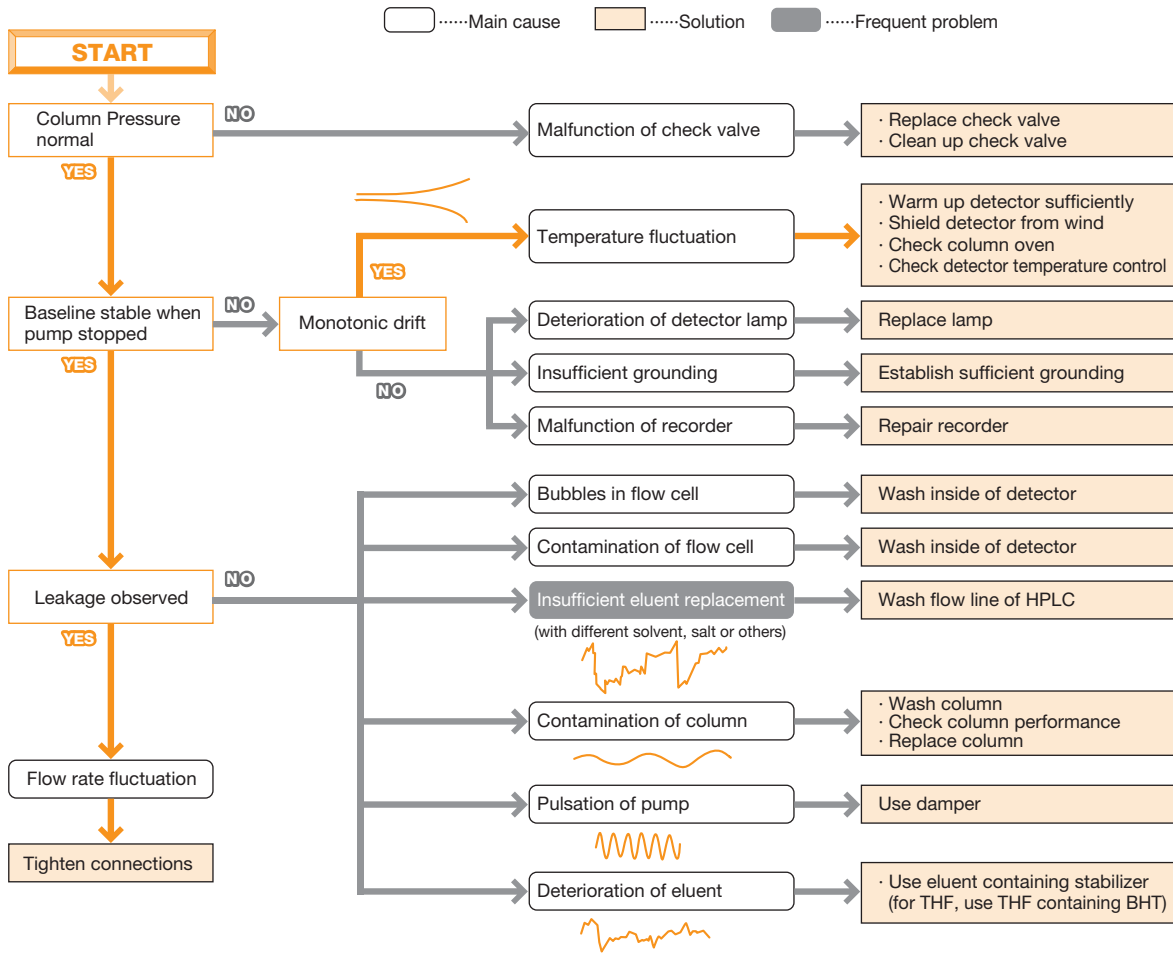 ······Main cause
······Solution
······Frequent problem
START
Column Pressure
normal
NO
YES
Malfunction of check valve
· Replace check valve
· Clean up check valve
Temperature fluctuation
· Warm up detector sufficiently
· Shield detector from wind
· Check column oven
· Check detector temperature control
YES
Baseline stable when
pump stopped
NO
YES
Monotonic drift
NO
Deterioration of detector lamp
Replace lamp
Insufficient grounding
Establish sufficient grounding
Malfunction of recorder
Repair recorder
Bubbles in flow cell
Wash inside of detector
Contamination of flow cell
Wash inside of detector
Leakage observed
NO
YES
Insufficient eluent replacement
(with different solvent, salt or others)
Wash flow line of HPLC
Contamination of column
· Wash column
· Check column performance
· Replace column
Flow rate fluctuation
Pulsation of pump
Use damper
Tighten connections
Deterioration of eluent
· Use eluent containing stabilizer
(for THF, use THF containing BHT)